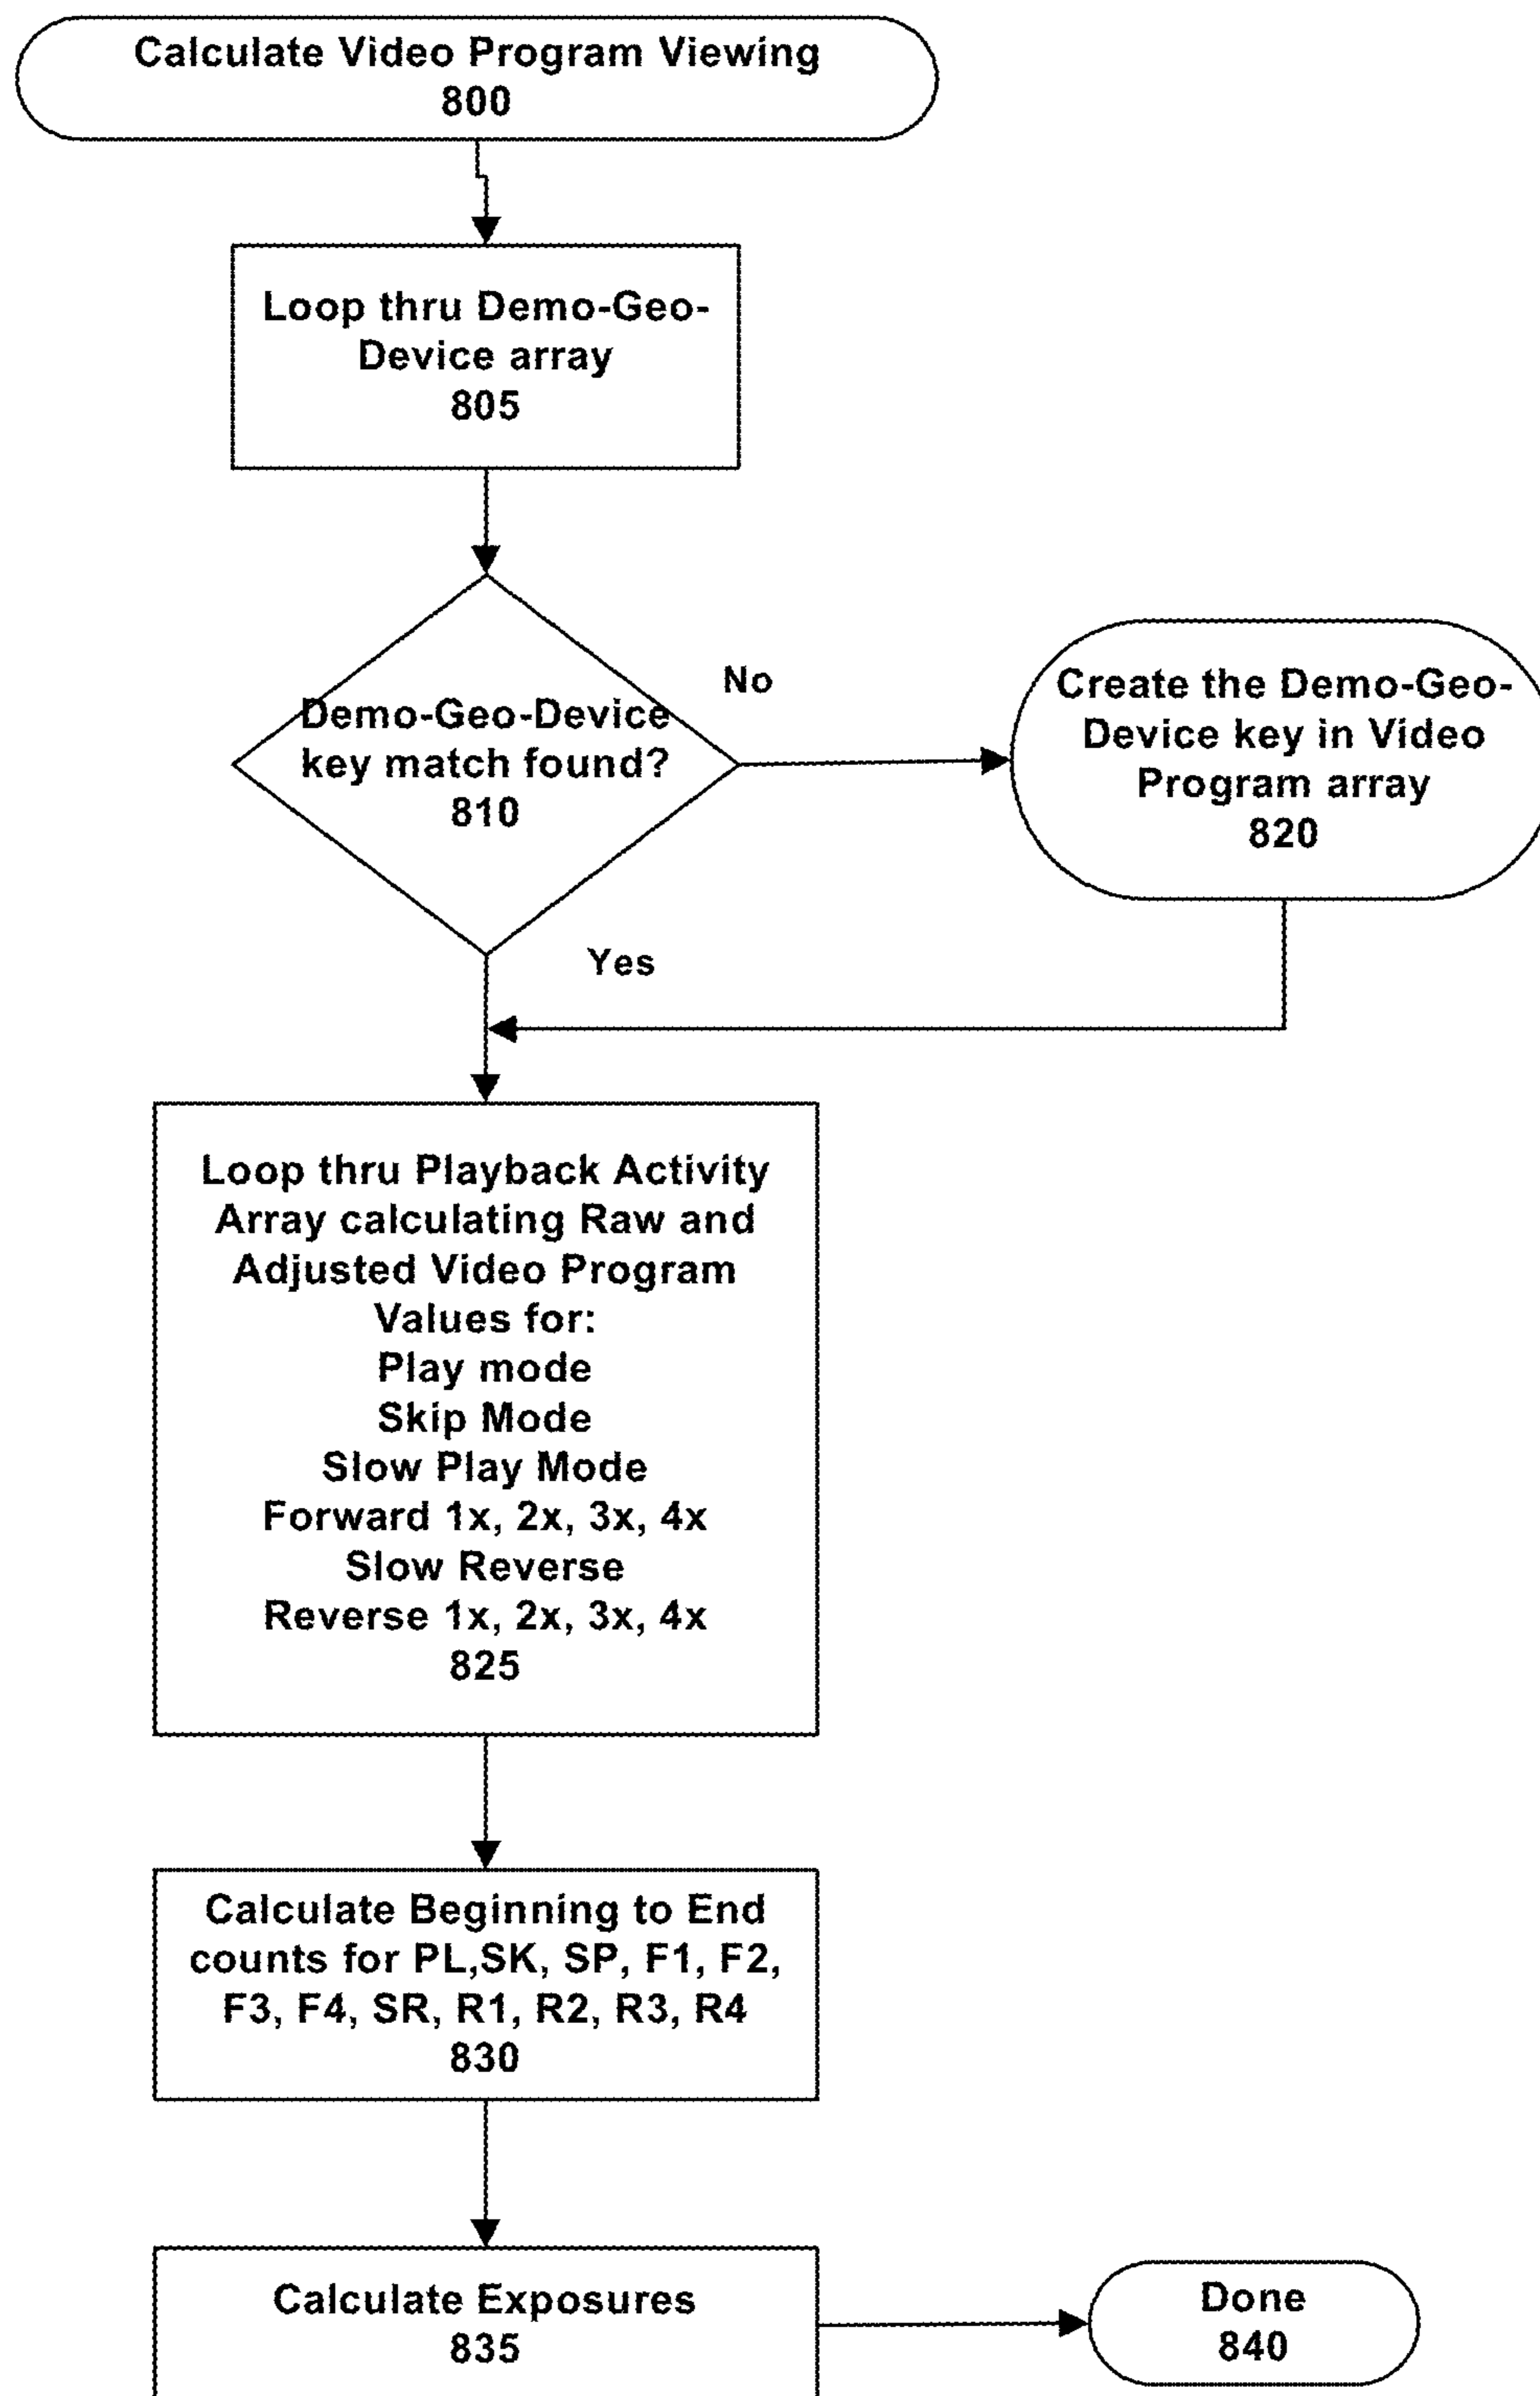 Calculate Video Program Viewing
800
Loop thru Demo-Geo-
Device array
805
Demo-Geo-Device
key match found?
810
No
Create the Demo-Geo-
Device key in Video
Program array
820
Yes
Loop thru Playback Activity
Array calculating Raw and
Adjusted Video Program
Values for:
Play mode
Skip Mode
Slow Play Mode
Forward 1x, 2x, 3x, 4x
Slow Reverse
Reverse 1x, 2x, 3x, 4x
825
Calculate Beginning to End
counts for PL,SK, SP, F1, F2,
F3, F4, SR, R1, R2, R3, R4
830
Calculate Exposures
835
Done
840